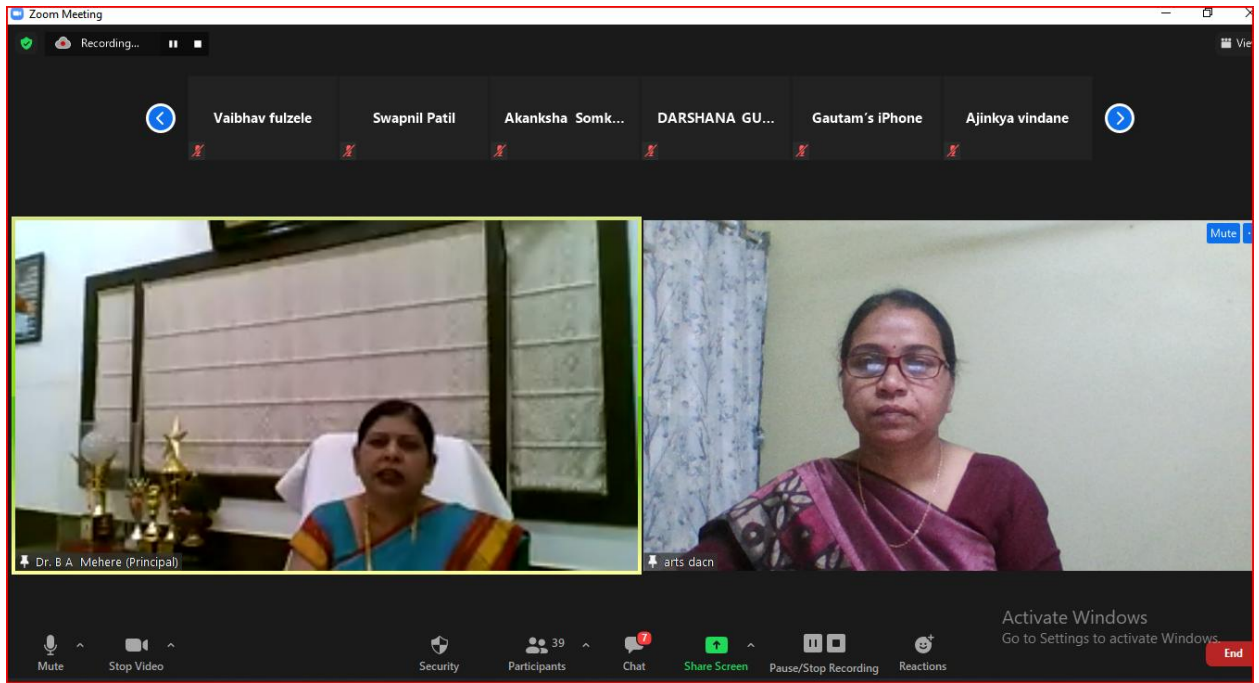 Zoom Meeting
Recording...
Vie
Vaibhav fulzele
Swapnil Patil
Akanksha Somk...
DARSHANA GU...
Gautam's iPhone
Ajinkya vindane
Mute
Dr. B A Mehere (Principal)
arts dacn
Activate Windows
Go to Settings to activate Windows.
Mute
Stop Video
Security
39
Participants
7
Chat
Share Screen
Pause/Stop Recording
Reactions
End